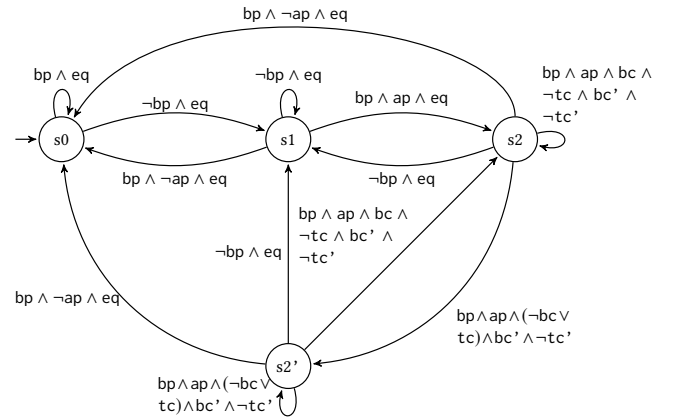 bp ∧ ¬ap ∧ eq
bp ∧ eq
¬bp ∧ eq
¬bp ∧ eq
bp ∧ ap ∧ eq
bp ∧ ap ∧ bc ∧
¬tc ∧ bc' ∧
¬tc'
s0
s1
s2
bp ∧ ¬ap ∧ eq
¬bp ∧ eq
bp ∧ ap ∧ bc ∧
¬tc ∧ bc' ∧
¬tc'
¬bp ∧ eq
bp ∧ ¬ap ∧ eq
bp∧ap∧(¬bc∨
tc)∧bc'∧¬tc'
s2'
bp∧ap∧(¬bc∨
tc)∧bc'∧¬tc'